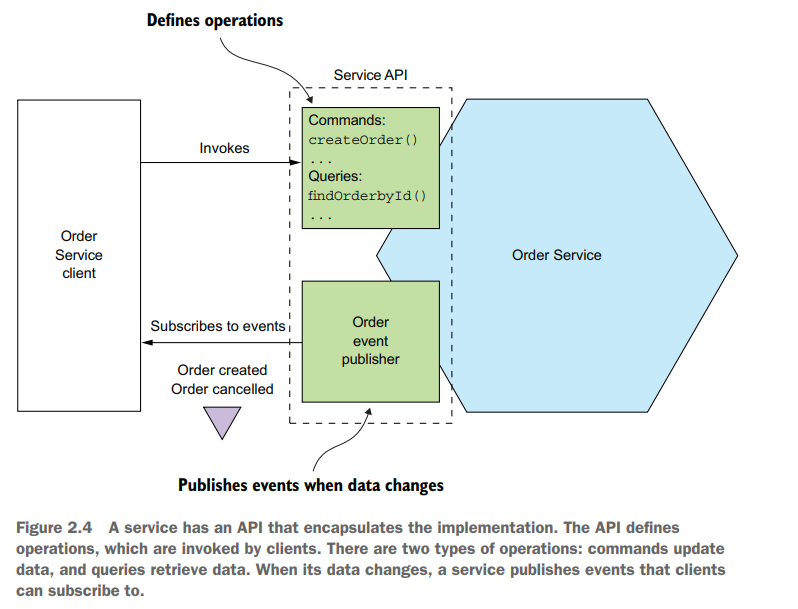 Defines operations
Service API
Commands:
createOrder()
...
Queries:
findOrderbyId()
...
Invokes
Order
Service
client
Order Service
Subscribes to events
Order
event
publisher
Order created
Order cancelled
Publishes events when data changes
Figure 2.4 A service has an API that encapsulates the implementation. The API defines
operations, which are invoked by clients. There are two types of operations: commands update
data, and queries retrieve data. When its data changes, a service publishes events that clients
can subscribe to.